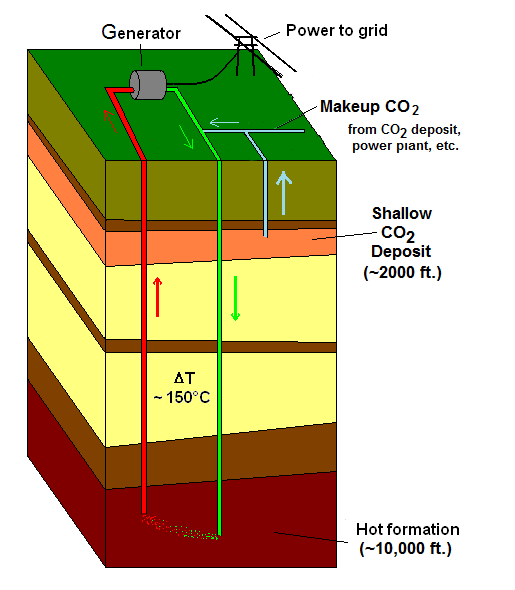 Generator
Power to grid
Makeup CO2
from CO2 deposit,
power piant, etc.
Shallow
CO2
Deposit
(~2000 ft.)
ΔT
~ 150°C
Hot formation
(~10,000 ft.)